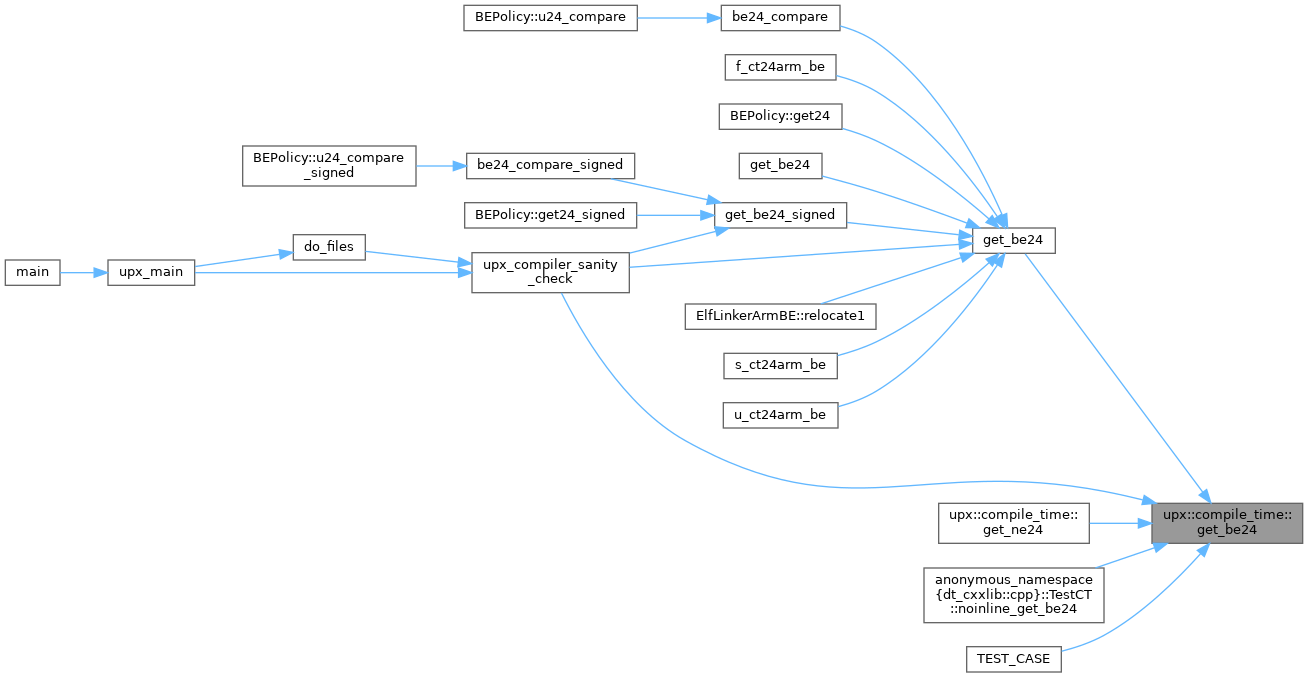 BEPolicy::u24_compare
be24_compare
f_ct24arm_be
BEPolicy::get24
BEPolicy::u24_compare
_signed
be24_compare_signed
get_be24
BEPolicy::get24_signed
get_be24_signed
get_be24
do_files
main
upx_main
upx_compiler_sanity
_check
ElfLinkerArmBE::relocate1
s_ct24arm_be
u_ct24arm_be
upx::compile_time::
get_ne24
upx::compile_time::
get_be24
anonymous_namespace
{dt_cxxlib::cpp}::TestCT
::noinline_get_be24
TEST_CASE